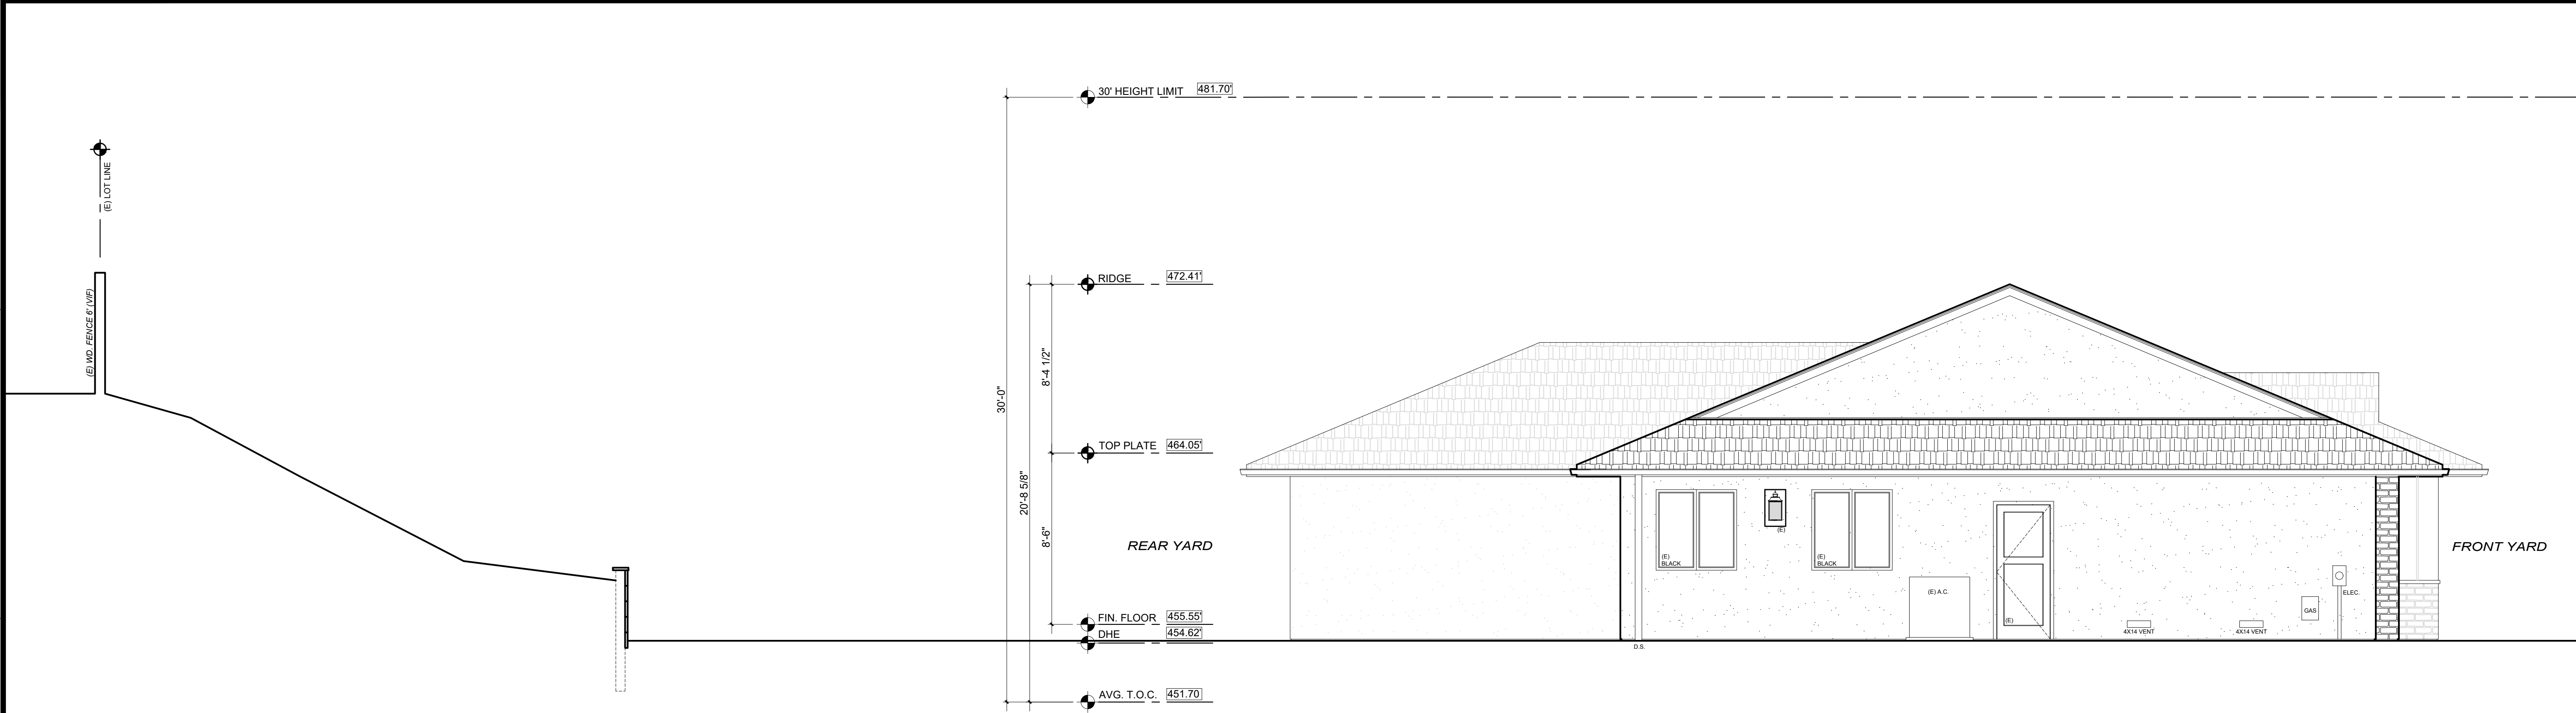 30' HEIGHT LIMIT 481.70'
(E) LOT LINE
(E) WD. FENCE 6' (VIF)
RIDGE 472.41'
8'-4 1/2"
30'-0"
TOP PLATE 464.05'
20'-8 5/8"
8'-6"
REAR YARD
FRONT YARD
(E)
(E)
BLACK
(E)
BLACK
(E) A.C.
(E)
ELEC.
GAS
4X14 VENT
4X14 VENT
FIN. FLOOR 455.55'
DHE 454.62'
D.S.
AVG. T.O.C. 451.70